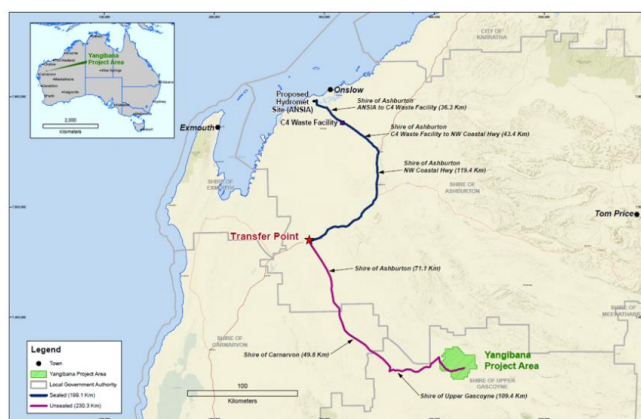 Yangibana
Project Area
2,000
Kilometers
CITY OF
KARRATHA
Onslow
Proposed
Hydromet
Site (ANSIA)
Shire of Ashburton
ANSIA to C4 Waste Facility (36.3 Km)
C4 Waste Facility
Shire of Ashburton
C4 Waste Facility to NW Coastal Hwy (43.4 Km)
Exmouth
Shire of Ashburton
NW Coastal Hwy (119.4 Km)
SHIRE OF
EXMOUTH
SHIRE OF
ASHBURTON
Tom Price
Transfer Point
Shire of Ashburton (71.1 Km)
SHIRE OF
CARNARVON
Shire of Carnarvon (49.8 Km)
Yangibana
Project Area
SHIRE OF UPPER
GASCOYNE
Shire of Upper Gascoyne (109.4 Km)
100
Kilometers
Legend
Town
Yangibana Project Area
Local Government Authority
Sealed (199.1 Km)
Unsealed (230.3 Km)